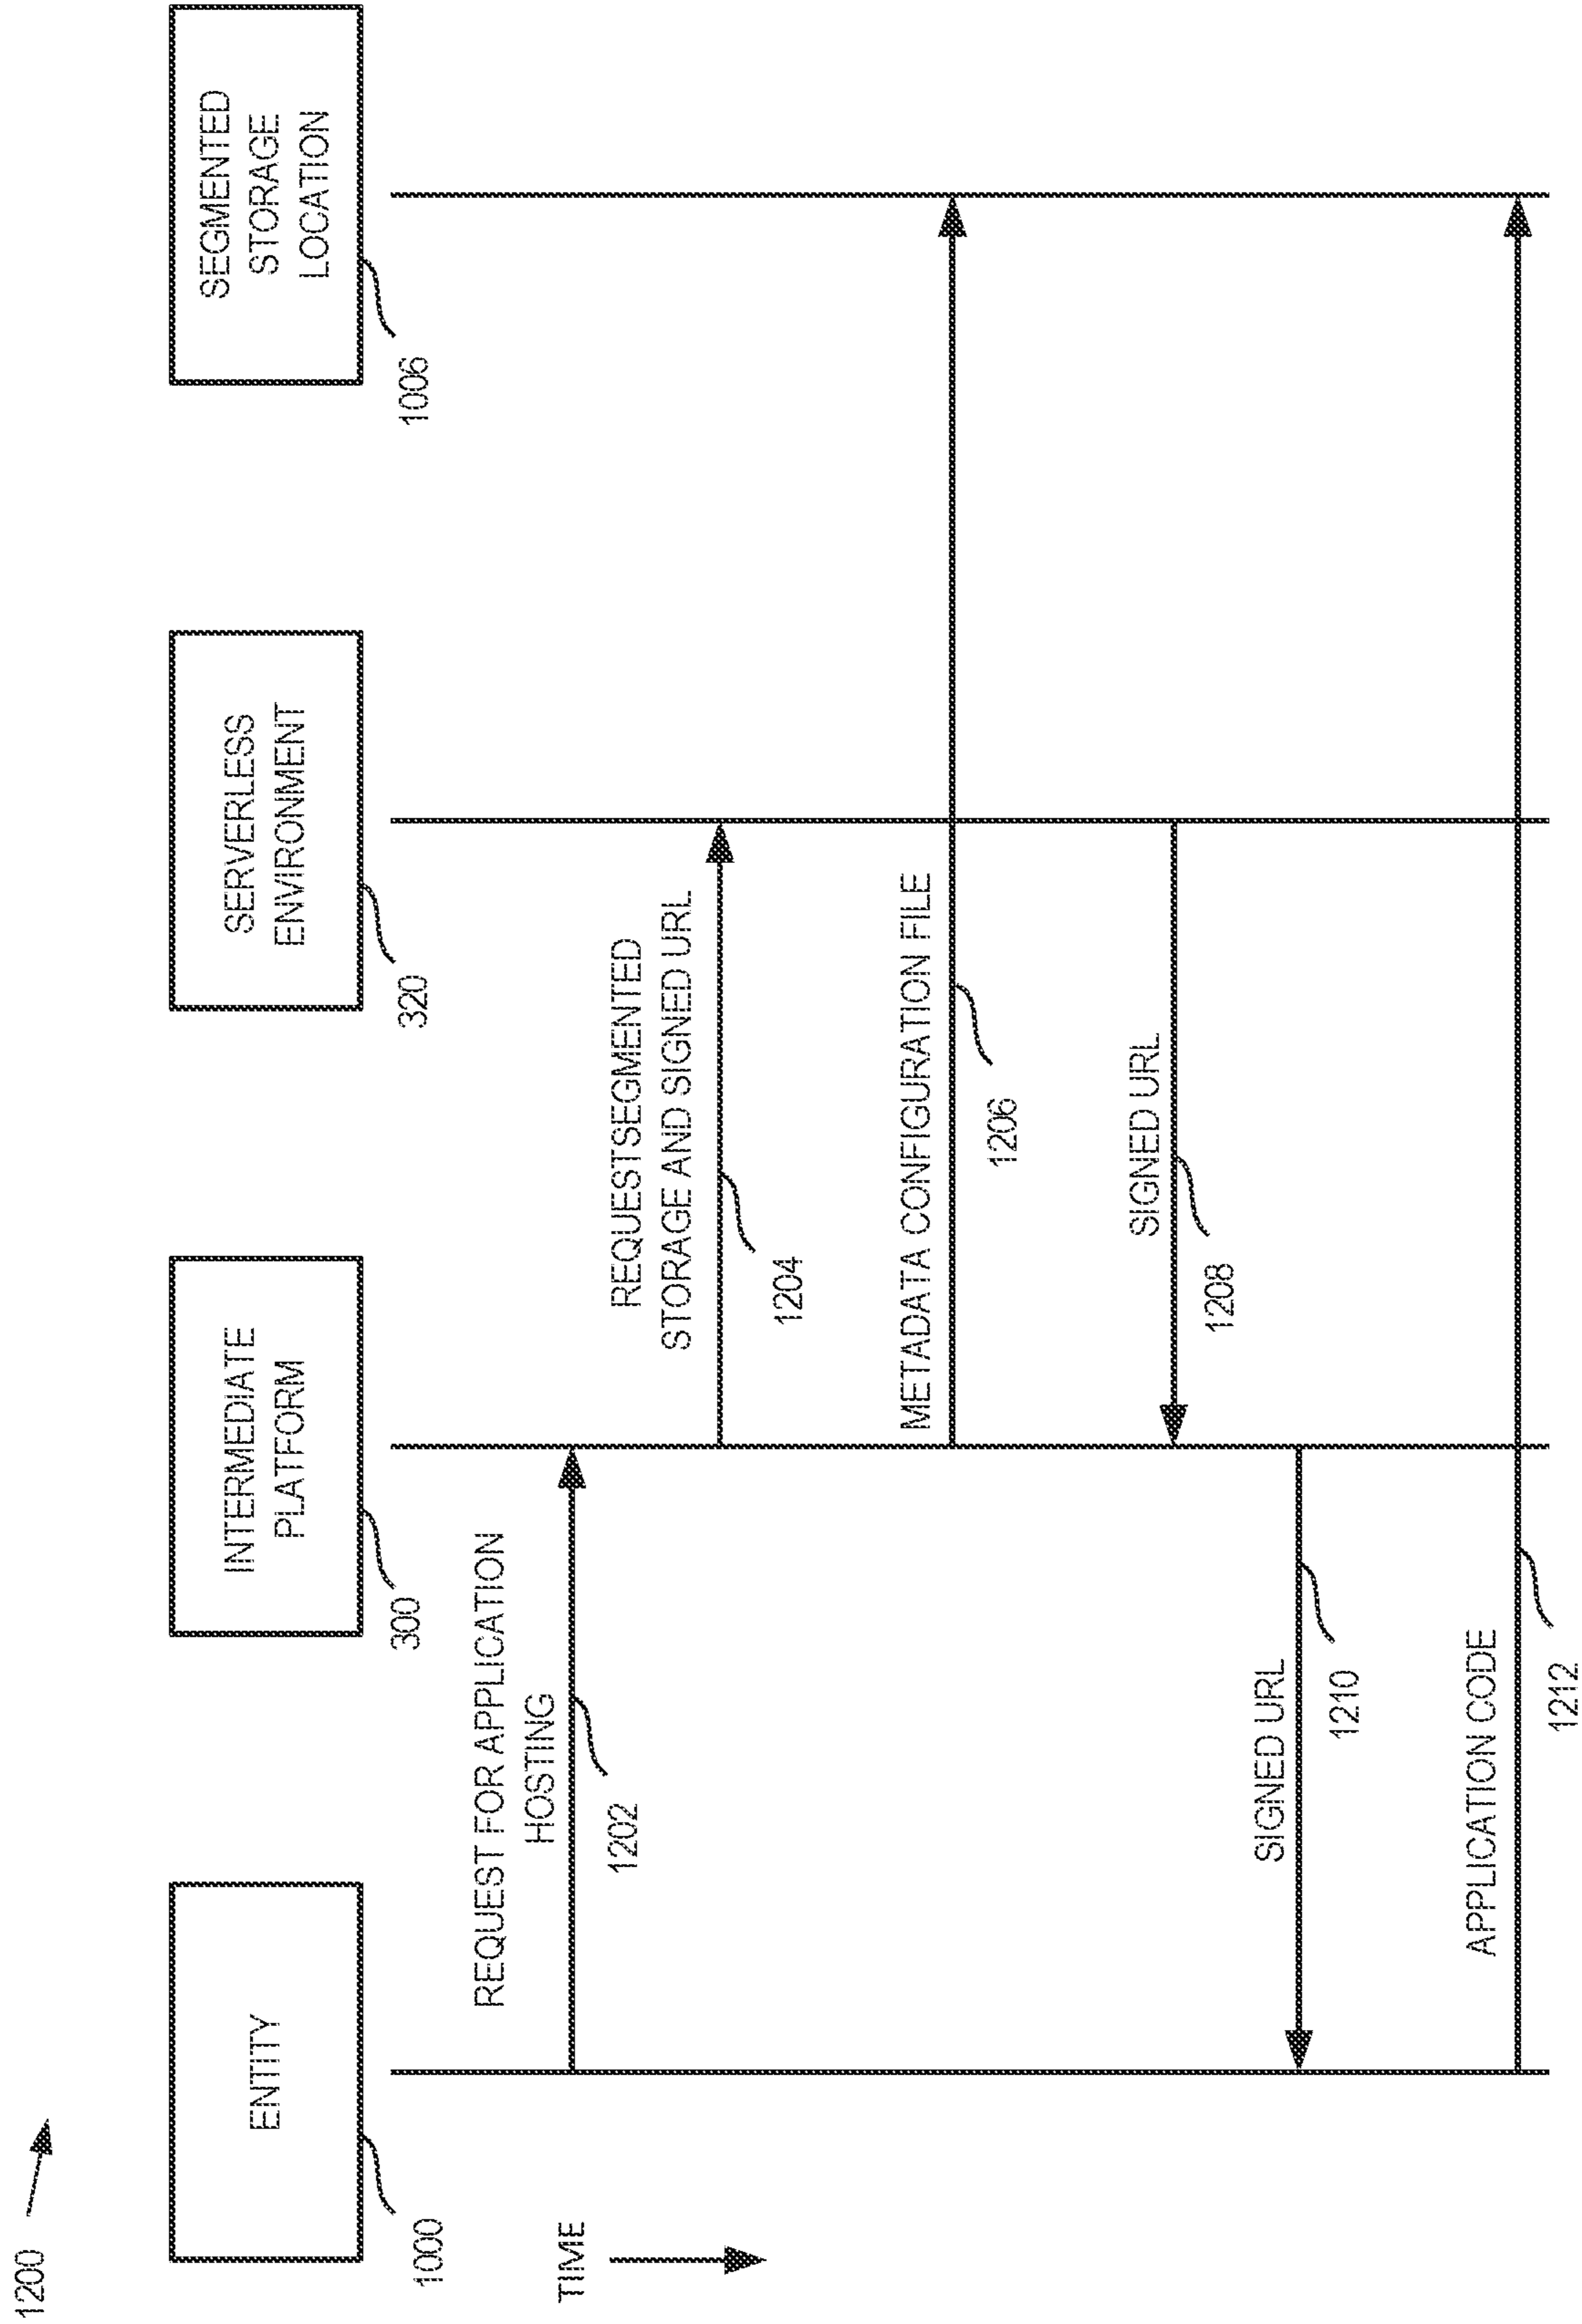 1200
ENTITY
1000
INTERMEDIATE
PLATFORM
300
SERVERLESS
ENVIRONMENT
320
SEGMENTED
STORAGE
LOCATION
1006
TIME
REQUEST FOR APPLICATION
HOSTING
1202
REQUESTSEGMENTED
STORAGE AND SIGNED URL
1204
METADATA CONFIGURATION FILE
1206
SIGNED URL
1208
SIGNED URL
1210
APPLICATION CODE
1212